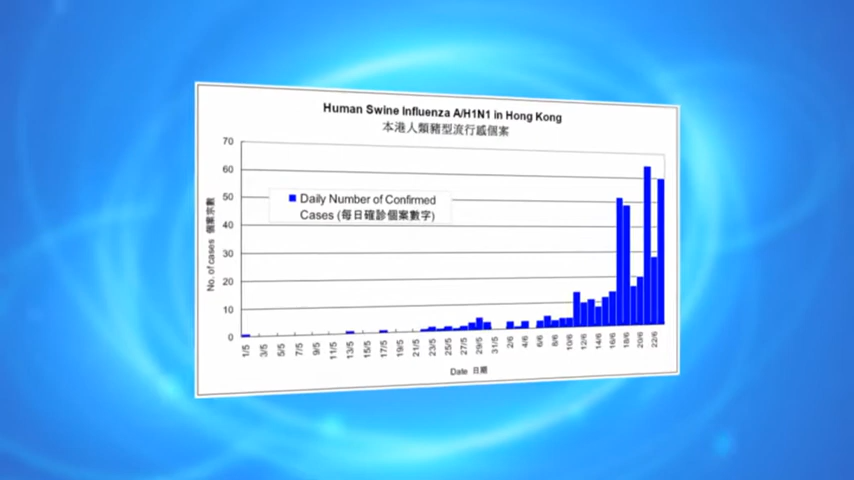 Human Swine Influenza A/H1N1 in Hong Kong
本港人類豬型流行感個案
70
60
50
40
30
20
10
0
No. of cases 個案宗數
Daily Number of Confirmed
Cases (每日確診個案數字)
1/5 3/5 5/5 7/5 9/5 11/5 13/5 15/5 17/5 19/5 21/5 23/5 25/5 27/5 29/5 31/5 2/6 4/6 6/6 8/6 10/6 12/6 14/6 16/6 18/6 20/6 22/6
Date 日期